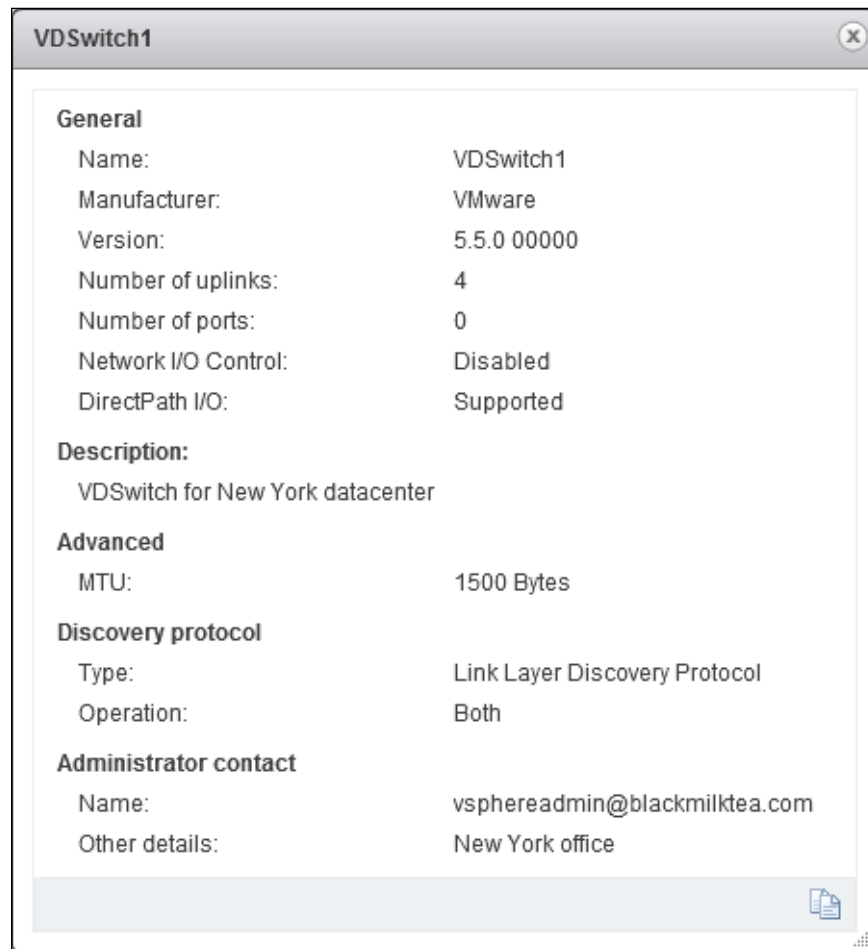 VDSwitch1
General
Name: VDSwitch1
Manufacturer: VMware
Version: 5.5.0 00000
Number of uplinks: 4
Number of ports: 0
Network I/O Control: Disabled
DirectPath I/O: Supported
Description:
VDSwitch for New York datacenter
Advanced
MTU: 1500 Bytes
Discovery protocol
Type: Link Layer Discovery Protocol
Operation: Both
Administrator contact
Name: vsphereadmin@blackmilktea.com
Other details: New York office